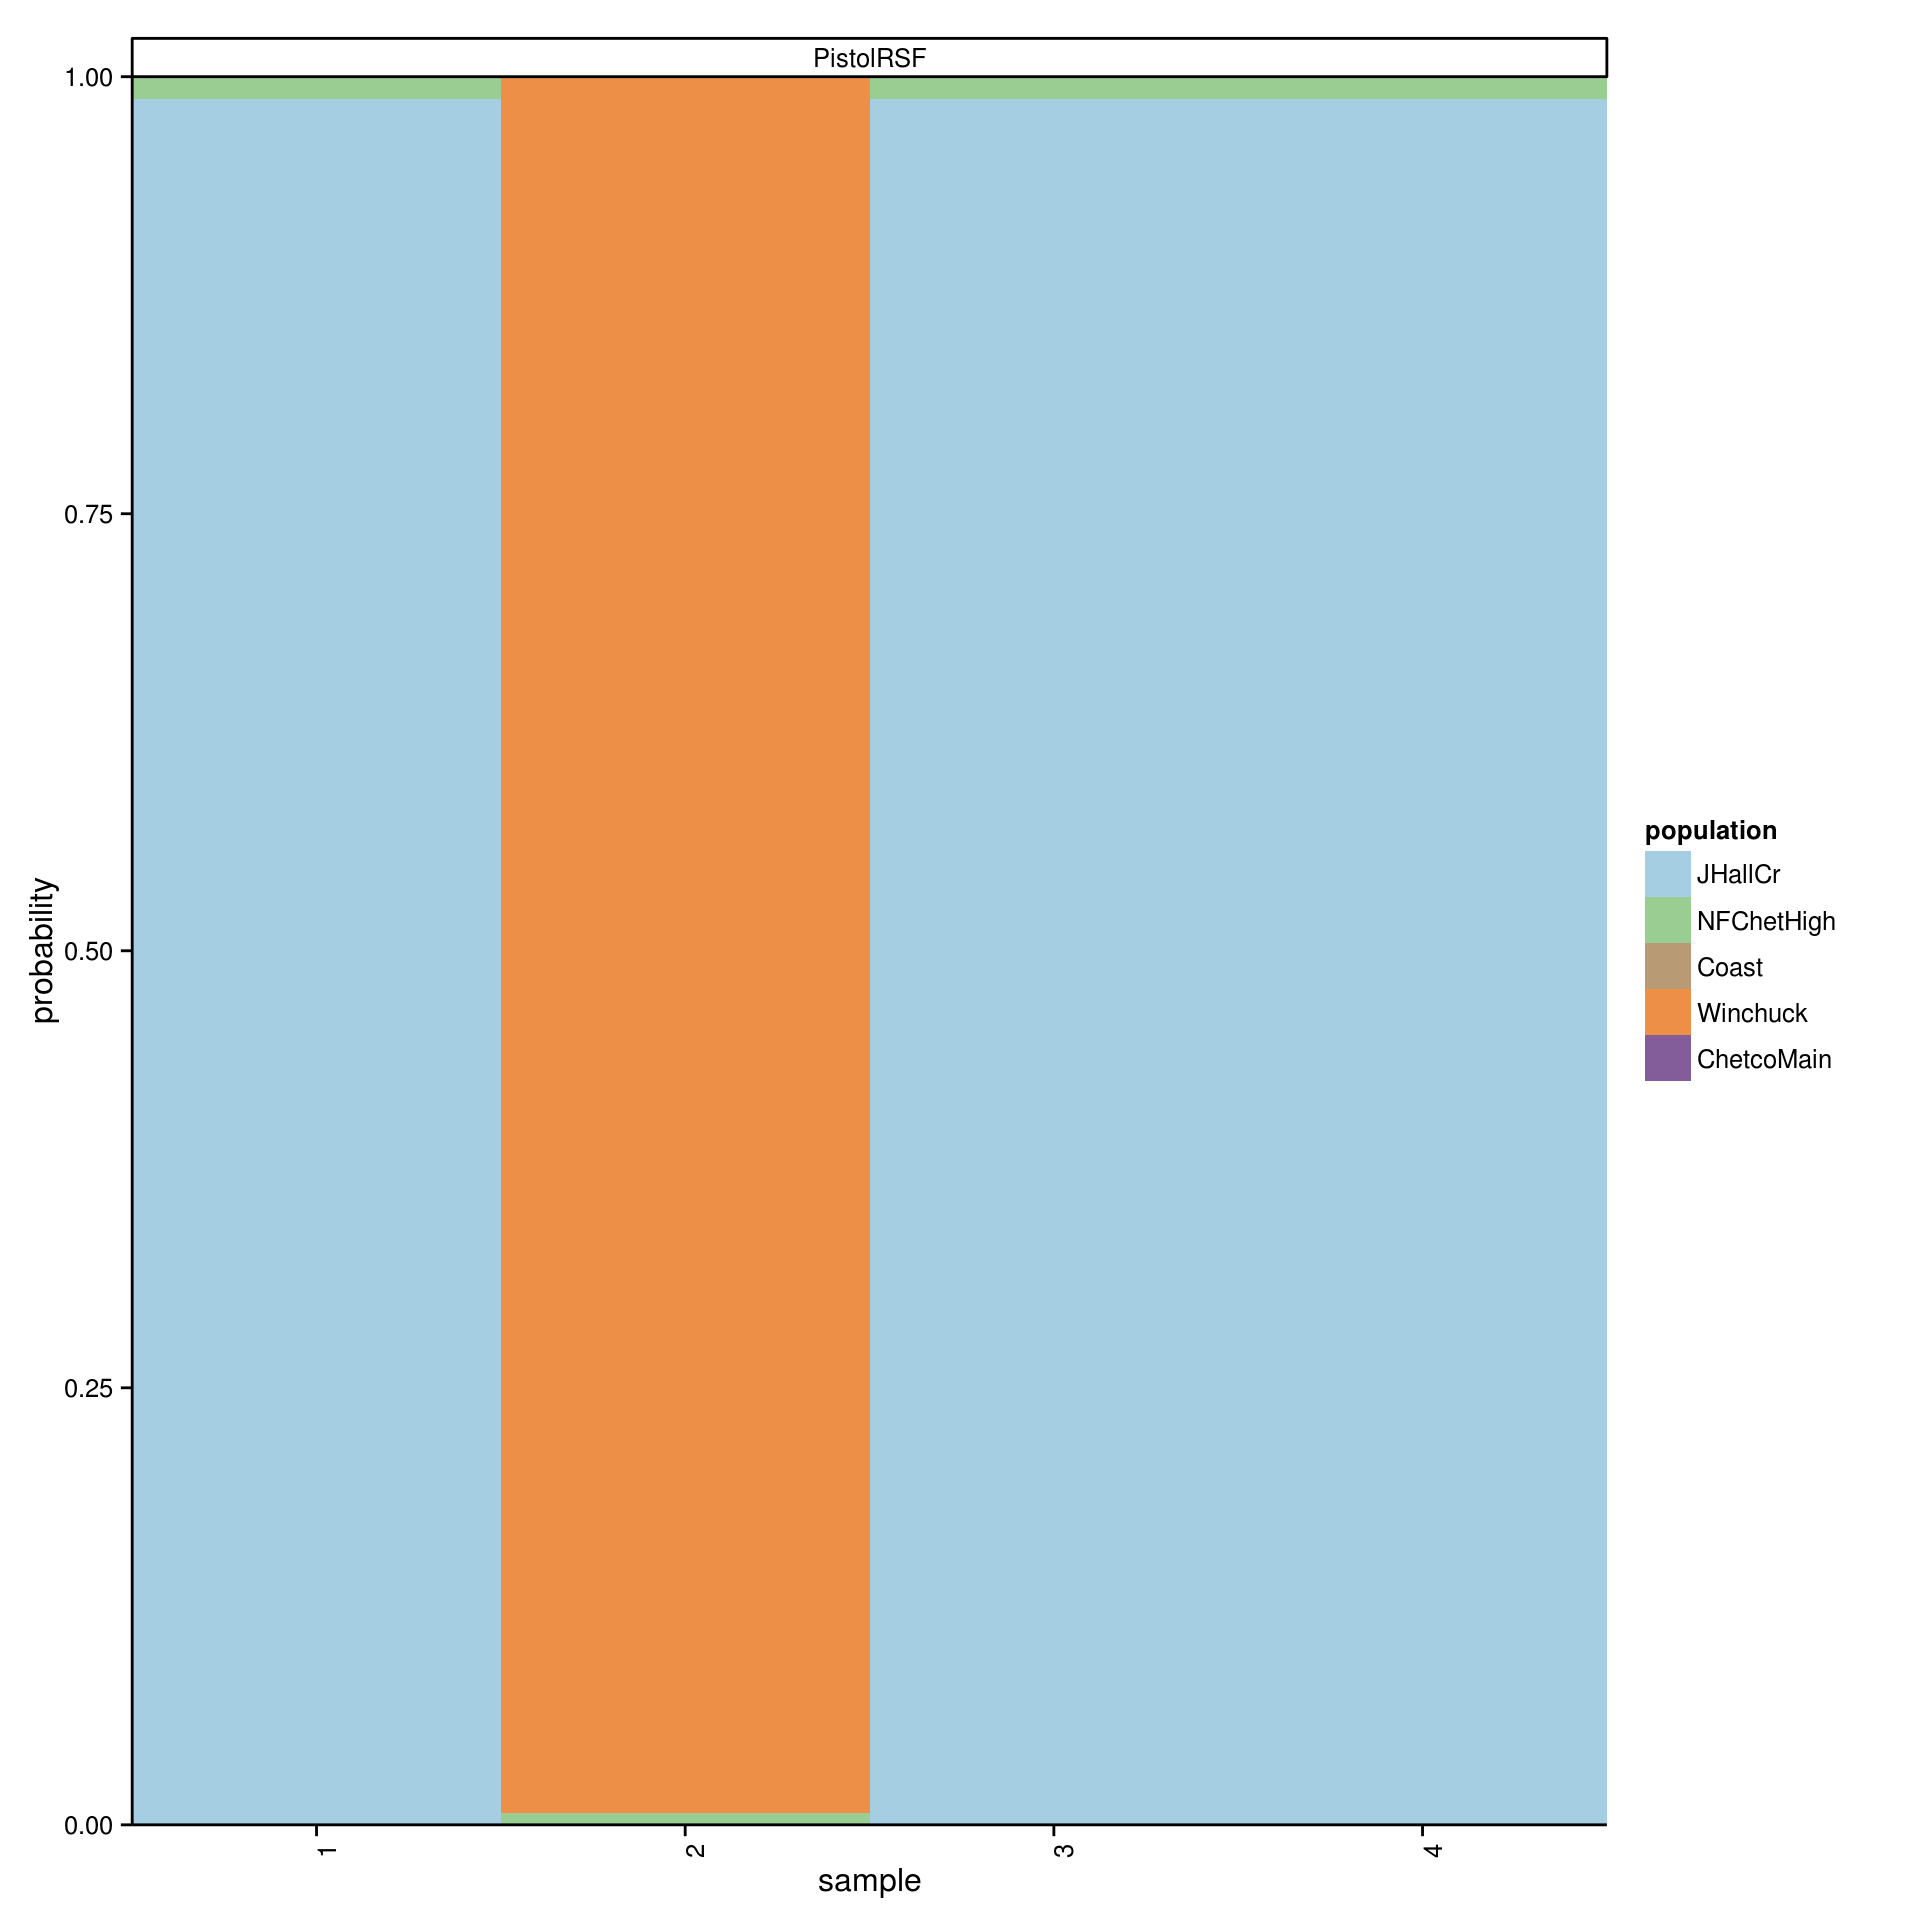 PistolRSF
1.00
0.75
0.50
0.25
0.00
probability
1
2
3
4
sample
population
JHallCr
NFChetHigh
Coast
Winchuck
ChetcoMain